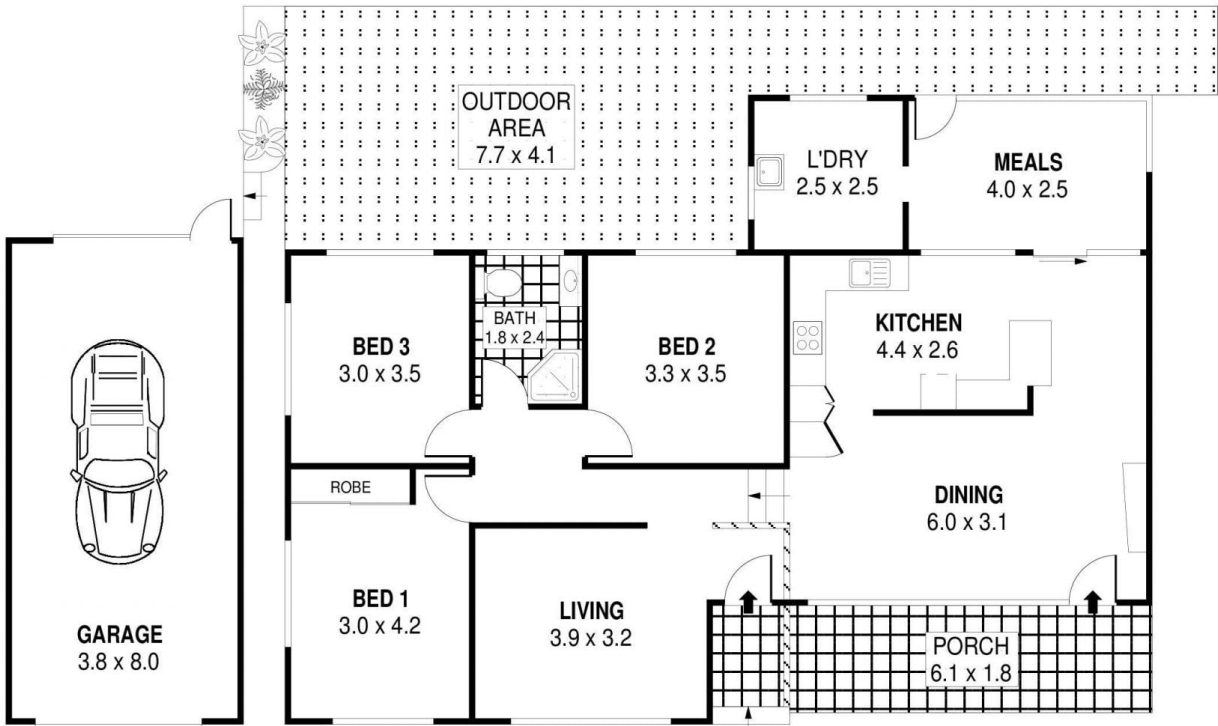 OUTDOOR
AREA
7.7 x 4.1
L'DRY
2.5 x 2.5
MEALS
4.0 x 2.5
BED 3
3.0 x 3.5
BATH
1.8 x 2.4
BED 2
3.3 x 3.5
KITCHEN
4.4 x 2.6
ROBE
DINING
6.0 x 3.1
BED 1
3.0 x 4.2
LIVING
3.9 x 3.2
GARAGE
3.8 x 8.0
PORCH
6.1 x 1.8